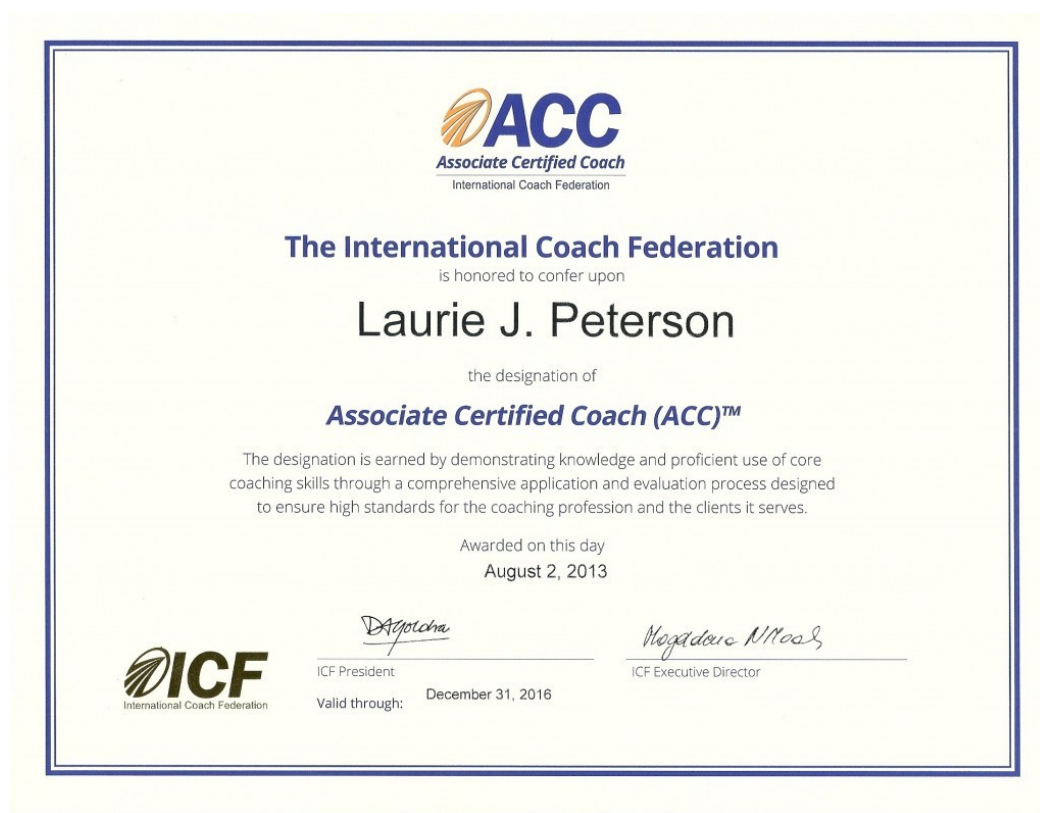 ACC
Associate Certified Coach
International Coach Federation
The International Coach Federation
is honored to confer upon
Laurie J. Peterson
the designation of
Associate Certified Coach (ACC)™
The designation is earned by demonstrating knowledge and proficient use of core
coaching skills through a comprehensive application and evaluation process designed
to ensure high standards for the coaching profession and the clients it serves.
Awarded on this day
August 2, 2013
ICF
International Coach Federation
ICF President
ICF Executive Director
Valid through: December 31, 2016